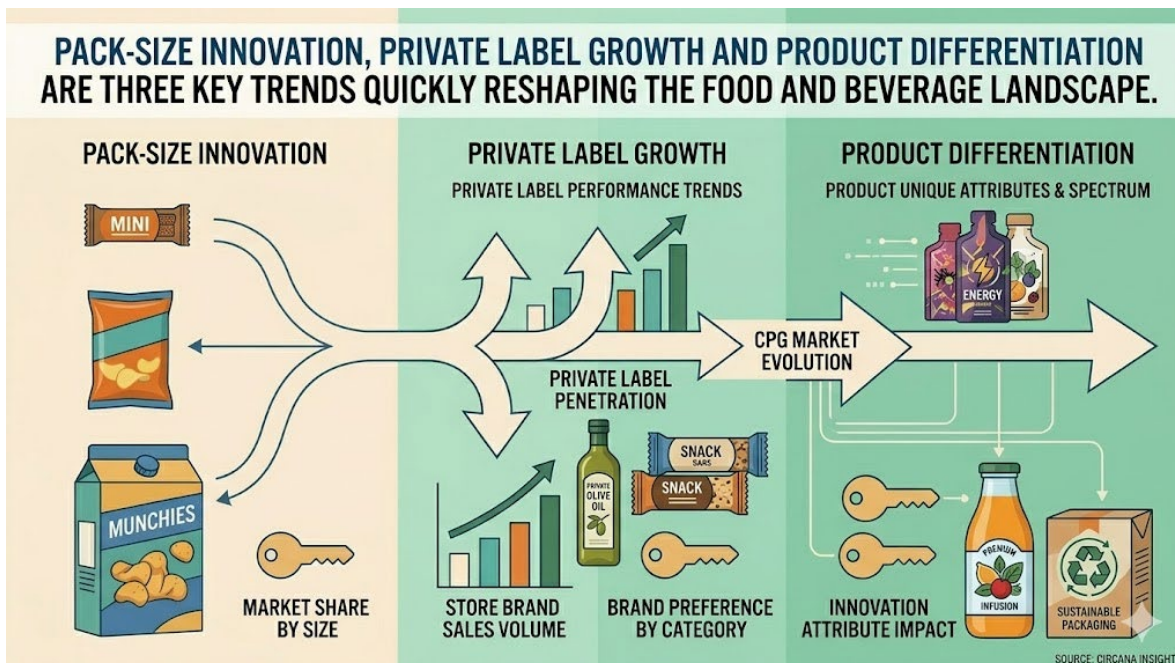 PACK-SIZE INNOVATION, PRIVATE LABEL GROWTH AND PRODUCT DIFFERENTIATION
ARE THREE KEY TRENDS QUICKLY RESHAPING THE FOOD AND BEVERAGE LANDSCAPE.
PACK-SIZE INNOVATION
MINI
MUNCHIES
MARKET SHARE
BY SIZE
PRIVATE LABEL GROWTH
PRIVATE LABEL PERFORMANCE TRENDS
PRIVATE LABEL
PENETRATION
PRIVATE
OLIVE
OIL
SNACK
SARS
SNACK
STORE BRAND
SALES VOLUME
BRAND PREFERENCE
BY CATEGORY
CPG MARKET
EVOLUTION
PRODUCT DIFFERENTIATION
PRODUCT UNIQUE ATTRIBUTES & SPECTRUM
ENERGY
INNOVATION
ATTRIBUTE IMPACT
INFUSION
SUSTAINABLE
PACKAGING
SOURCE: CIRCANA INSIGHT